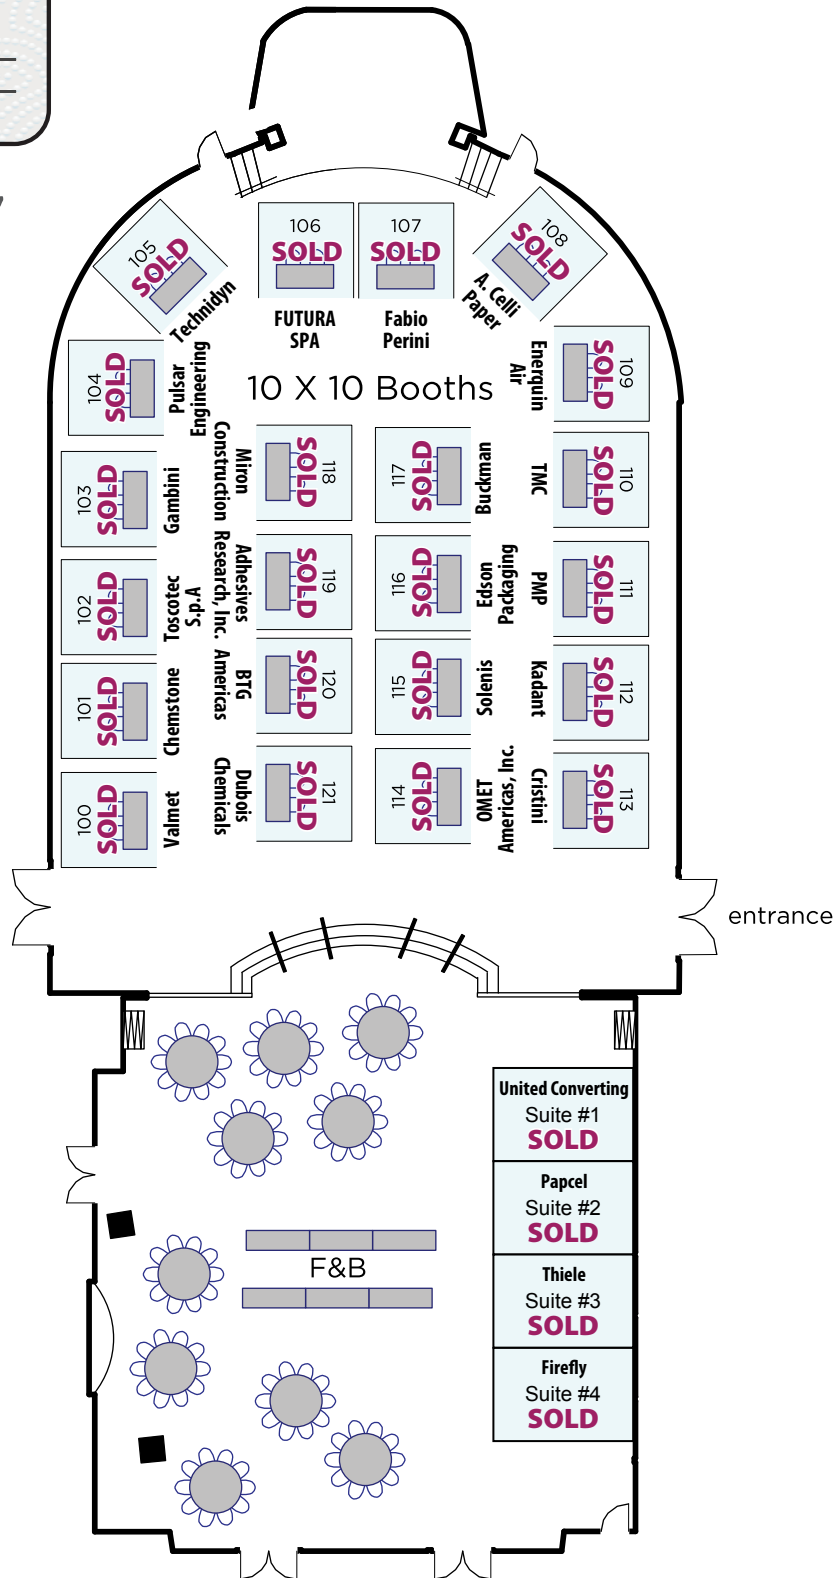 106
SOLD
FUTURA
SPA
107
SOLD
Fabio
Perini
105
SOLD
Technidyn
108
SOLD
A. Celli
Paper
10 X 10 Booths
104
SOLD
Pulsar
Engineering
109
SOLD
Enerquin
Air
103
SOLD
Gambini
118
SOLD
Miron
Construction
117
SOLD
Buckman
110
SOLD
TMC
102
SOLD
Toscotec
S.p.A
119
SOLD
Adhesives
Research, Inc.
116
SOLD
Edson
Packaging
111
SOLD
PMP
101
SOLD
Chemstone
120
SOLD
BTG
Americas
115
SOLD
Solenis
112
SOLD
Kadant
100
SOLD
Valmet
121
SOLD
Dubois
Chemicals
114
SOLD
OMET
Americas, Inc.
113
SOLD
Cristini
entrance
United Converting
Suite #1
SOLD
Papcel
Suite #2
SOLD
F&B
Thiele
Suite #3
SOLD
Firefly
Suite #4
SOLD